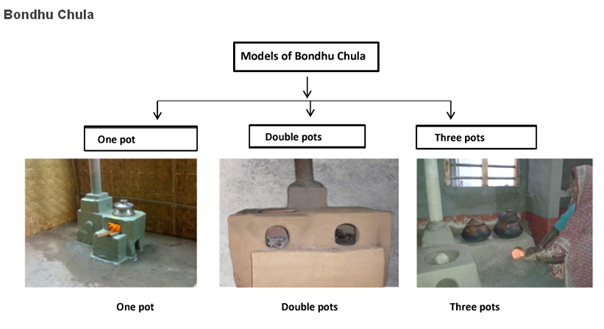 Bondhu Chula
Models of Bondhu Chula
One pot
Double pots
Three pots
One pot
Double pots
Three pots